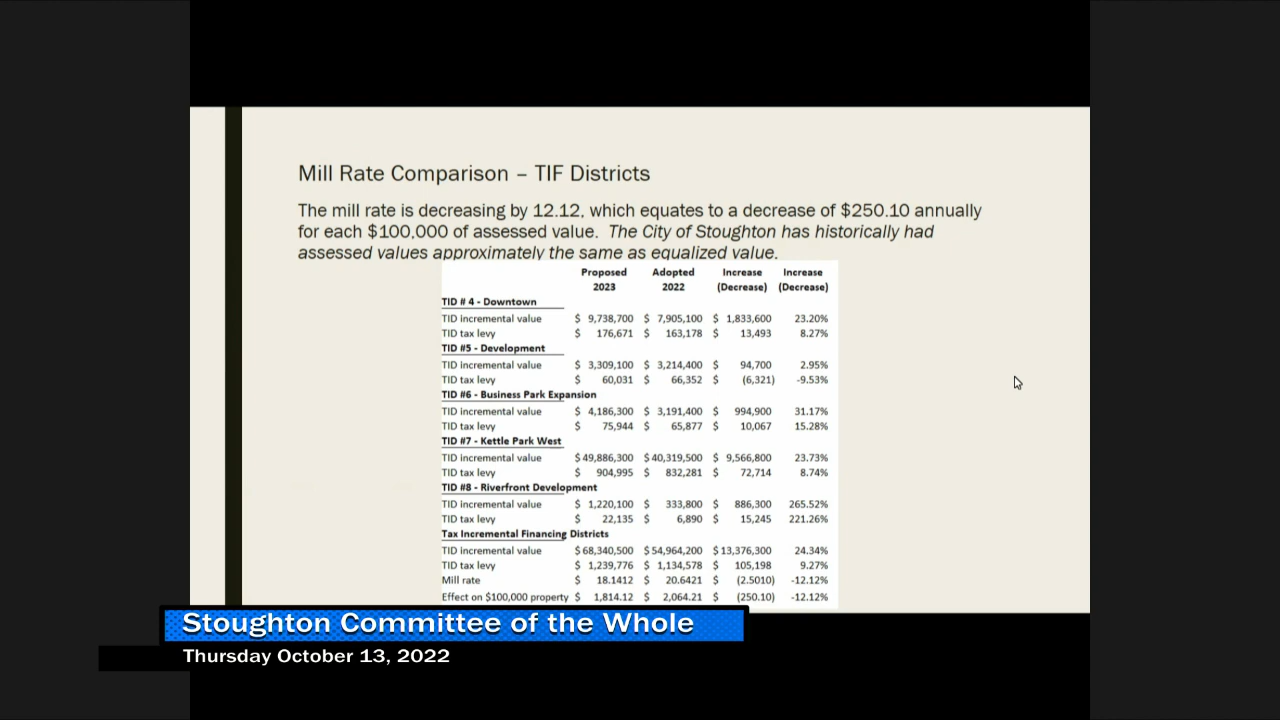 Mill Rate Comparison – TIF Districts
The mill rate is decreasing by 12.12, which equates to a decrease of $250.10 annually
for each $100,000 of assessed value. The City of Stoughton has historically had
assessed values approximately the same as equalized value.
Proposed Adopted Increase Increase
2023 2022 (Decrease) (Decrease)
TID # 4 - Downtown
TID incremental value $ 9,738,700 $ 7,905,100 $ 1,833,600 23.20%
TID tax levy $ 176,671 $ 163,178 $ 13,493 8.27%
TID #5 - Development
TID incremental value $ 3,309,100 $ 3,214,400 $ 94,700 2.95%
TID tax levy $ 60,031 $ 66,352 $ (6,321) -9.53%
TID #6 - Business Park Expansion
TID incremental value $ 4,186,300 $ 3,191,400 $ 994,900 31.17%
TID tax levy $ 75,944 $ 65,877 $ 10,067 15.28%
TID #7 - Kettle Park West
TID incremental value $ 49,886,300 $ 40,319,500 $ 9,566,800 23.73%
TID tax levy $ 904,995 $ 832,281 $ 72,714 8.74%
TID #8 - Riverfront Development
TID incremental value $ 1,220,100 $ 333,800 $ 886,300 265.52%
TID tax levy $ 22,135 $ 6,890 $ 15,245 221.26%
Tax Incremental Financing Districts
TID incremental value $ 68,340,500 $ 54,964,200 $ 13,376,300 24.34%
TID tax levy $ 1,239,776 $ 1,134,578 $ 105,198 9.27%
Mill rate $ 18.1412 $ 20.6421 $ (2.5010) -12.12%
Effect on $100,000 property $ 1,814.12 $ 2,064.21 $ (250.10) -12.12%
Stoughton Committee of the Whole
Thursday October 13, 2022